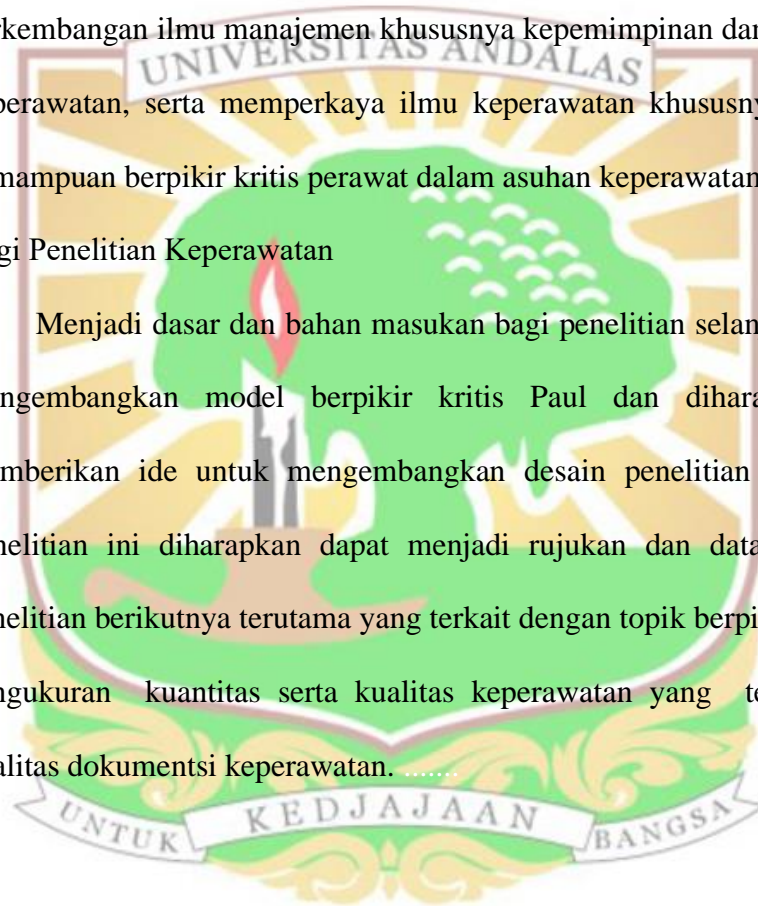 rkembangan ilmu manajemen khususnya kepemimpinan dan
UNIVERSITAS ANDALAS
perawatan, serta memperkaya ilmu keperawatan khususny
mampuan berpikir kritis perawat dalam asuhan keperawatan
gi Penelitian Keperawatan
Menjadi dasar dan bahan masukan bagi penelitian selan
ngembangkan model berpikir kritis Paul dan dihara
mberikan ide untuk mengembangkan desain penelitian
nelitian ini diharapkan dapat menjadi rujukan dan data
nelitian berikutnya terutama yang terkait dengan topik berpi
ngukuran kuantitas serta kualitas keperawatan yang te
alitas dokumentsi keperawatan. .......
UNTUK KEDJAJAAN BANGSA